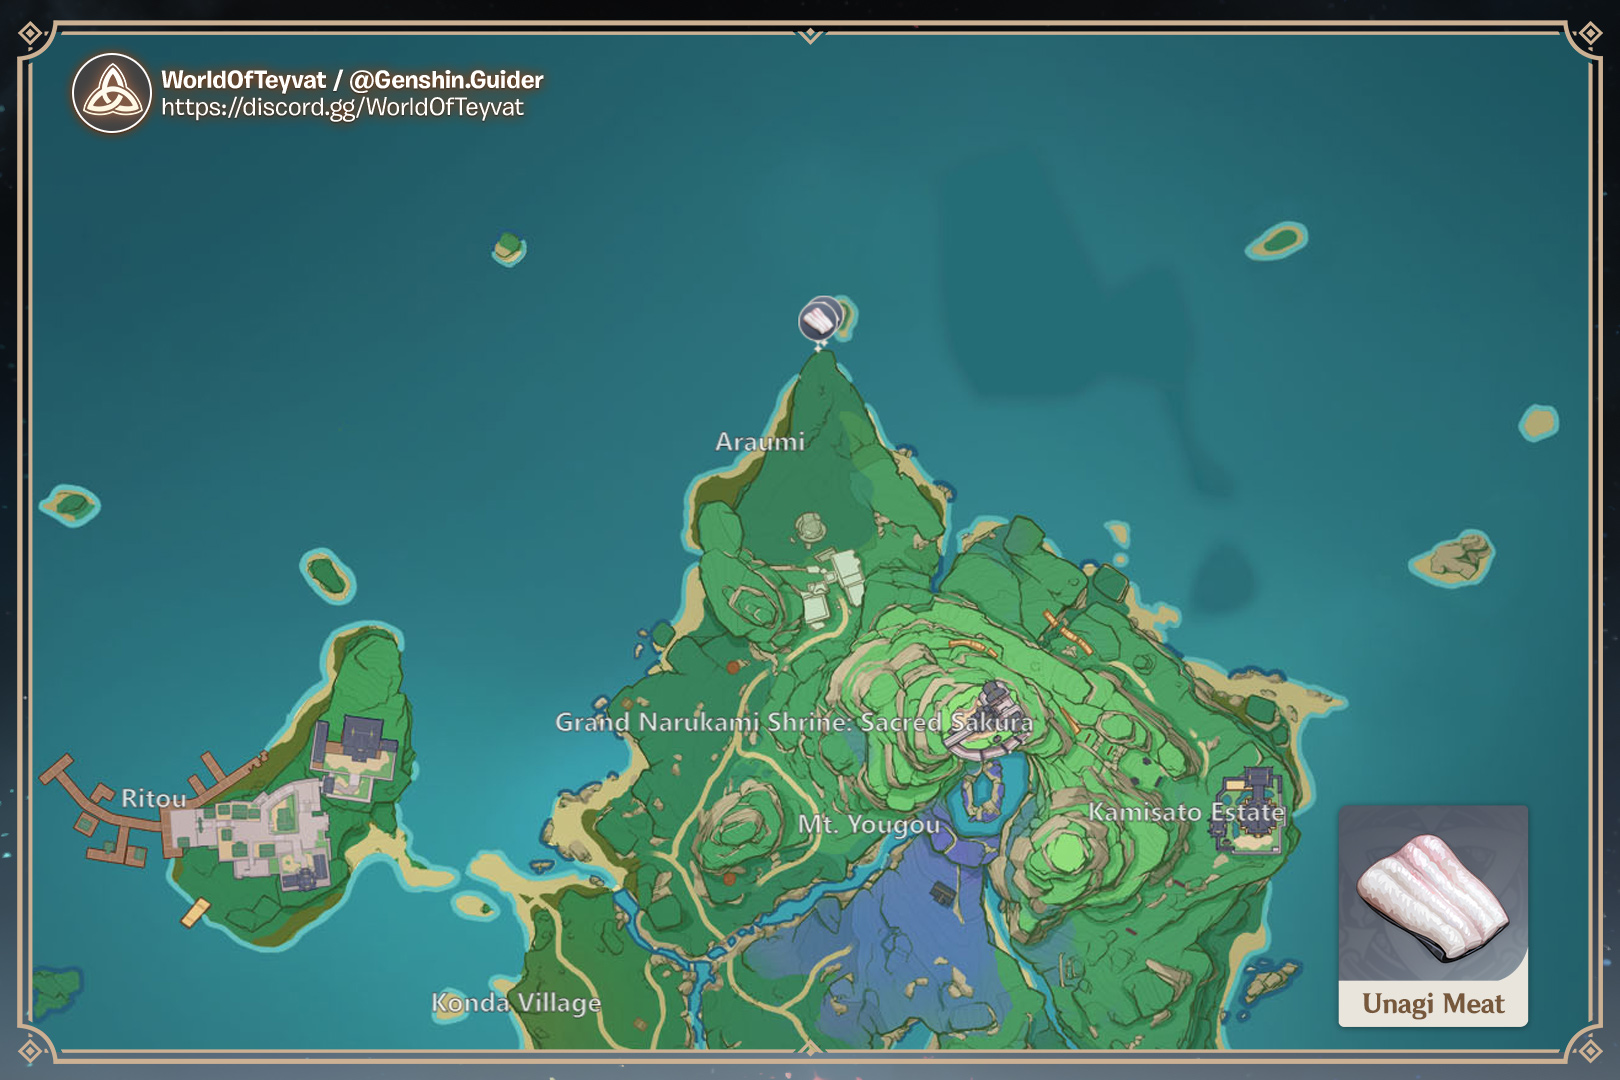 WorldOfTeyvat / @Genshin.Guider
https://discord.gg/WorldOfTeyvat
Araumi
Grand Narukami Shrine: Sacred Sakura
Ritou
Mt. Yougou
Kamisato Estate
Konda Village
Unagi Meat